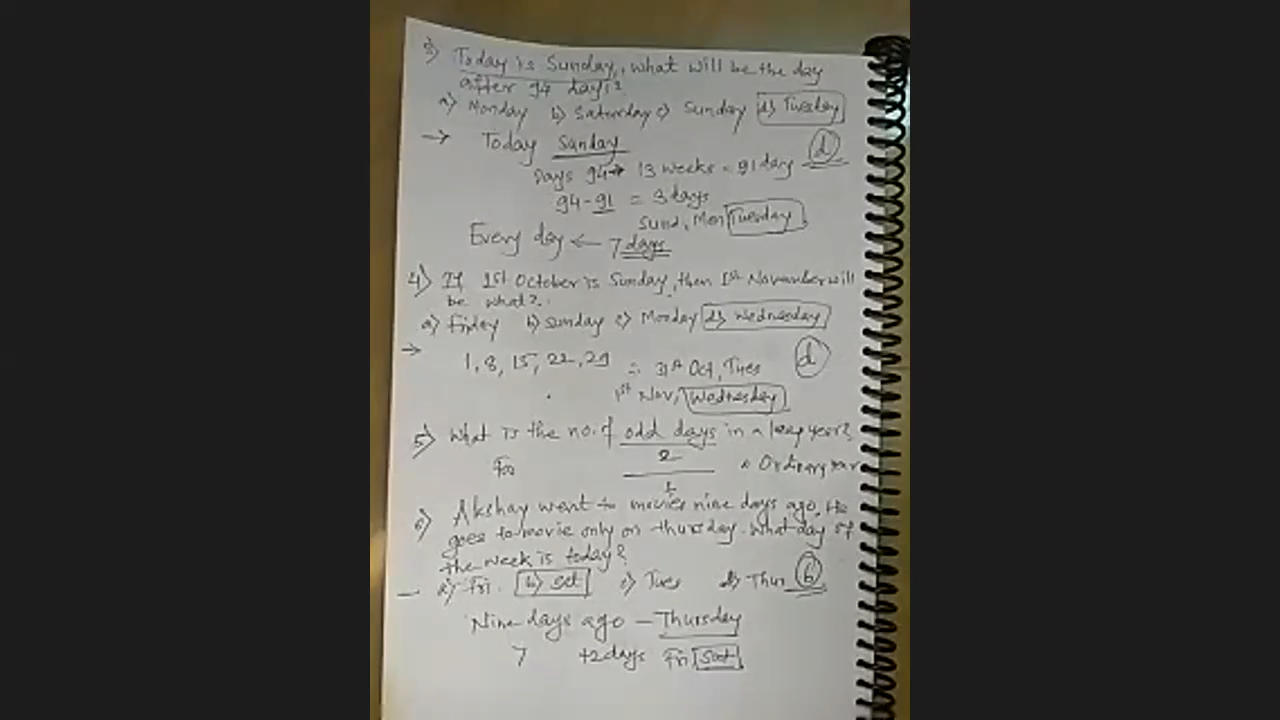 3) Today is Sunday, what will be the day
after 94 days?
a) Monday b) Saturday c) Sunday d) Tuesday
→ Today Sunday d
Days 94→ 13 weeks = 91 day
94-91 = 3 days
Sund, Mon Tuesday
Every day ← 7 days
4) If 1st October is Sunday, then 1st November will
be what?
a) Friday b) Sunday c) Monday d) Wednesday
→ 1, 8, 15, 22, 29 ∴ 31st Oct, Tues d
1st Nov, Wednesday
5) What is the no. of odd days in a leap year?
For 2 Ordinary year
1
6) Akshay went to movies nine days ago. He
goes to movie only on thursday. What day of
the week is today?
a) Fri. b) Sat c) Tues d) Thur b
Nine days ago – Thursday
7 +2days Fri Sat